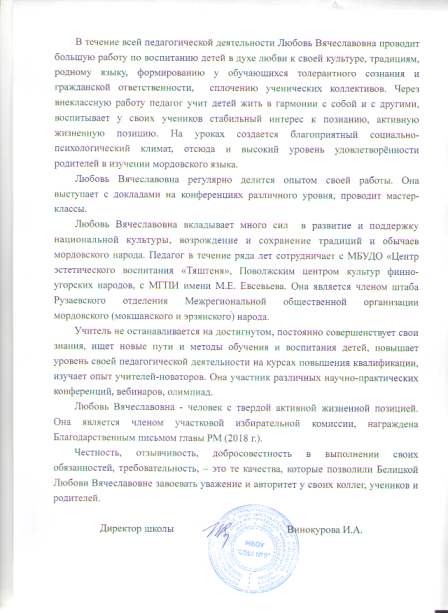 В течение всей педагогической деятельности Любовь Вячеславовна проводит
большую работу по воспитанию детей в духе любви к своей культуре, традициям,
родному языку, формированию у обучающихся толерантного сознания и
гражданской ответственности, сплочению ученических коллективов. Через
внеклассную работу педагог учит детей жить в гармонии с собой и с другими,
воспитывает у своих учеников стабильный интерес к познанию, активную
жизненную позицию. На уроках создается благоприятный социально-
психологический климат, отсюда и высокий уровень удовлетворённости
родителей в изучении мордовского языка.
Любовь Вячеславовна регулярно делится опытом своей работы. Она
выступает с докладами на конференциях различного уровня, проводит мастер-
классы.
Любовь Вячеславовна вкладывает много сил в развитие и поддержку
национальной культуры, возрождение и сохранение традиций и обычаев
мордовского народа. Педагог в течение ряда лет сотрудничает с МБУДО «Центр
эстетического воспитания «Тяштеня», Поволжским центром культур финно-
угорских народов, с МГПИ имени М.Е. Евсевьева. Она является членом штаба
Рузаевского отделения Межрегиональной общественной организации
мордовского (мокшанского и эрзянского) народа.
Учитель не останавливается на достигнутом, постоянно совершенствует свои
знания, ищет новые пути и методы обучения и воспитания детей, повышает
уровень своей педагогической деятельности на курсах повышения квалификации,
изучает опыт учителей-новаторов. Она участник различных научно-практических
конференций, вебинаров, олимпиад.
Любовь Вячеславовна - человек с твердой активной жизненной позицией.
Она является членом участковой избирательной комиссии, награждена
Благодарственным письмом главы РМ (2018 г.).
Честность, отзывчивость, добросовестность в выполнении своих
обязанностей, требовательность, – это те качества, которые позволили Белицкой
Любови Вячеславовне завоевать уважение и авторитет у своих коллег, учеников и
родителей.
Директор школы Винокурова И.А.
МБОУ
"СОШ №9"